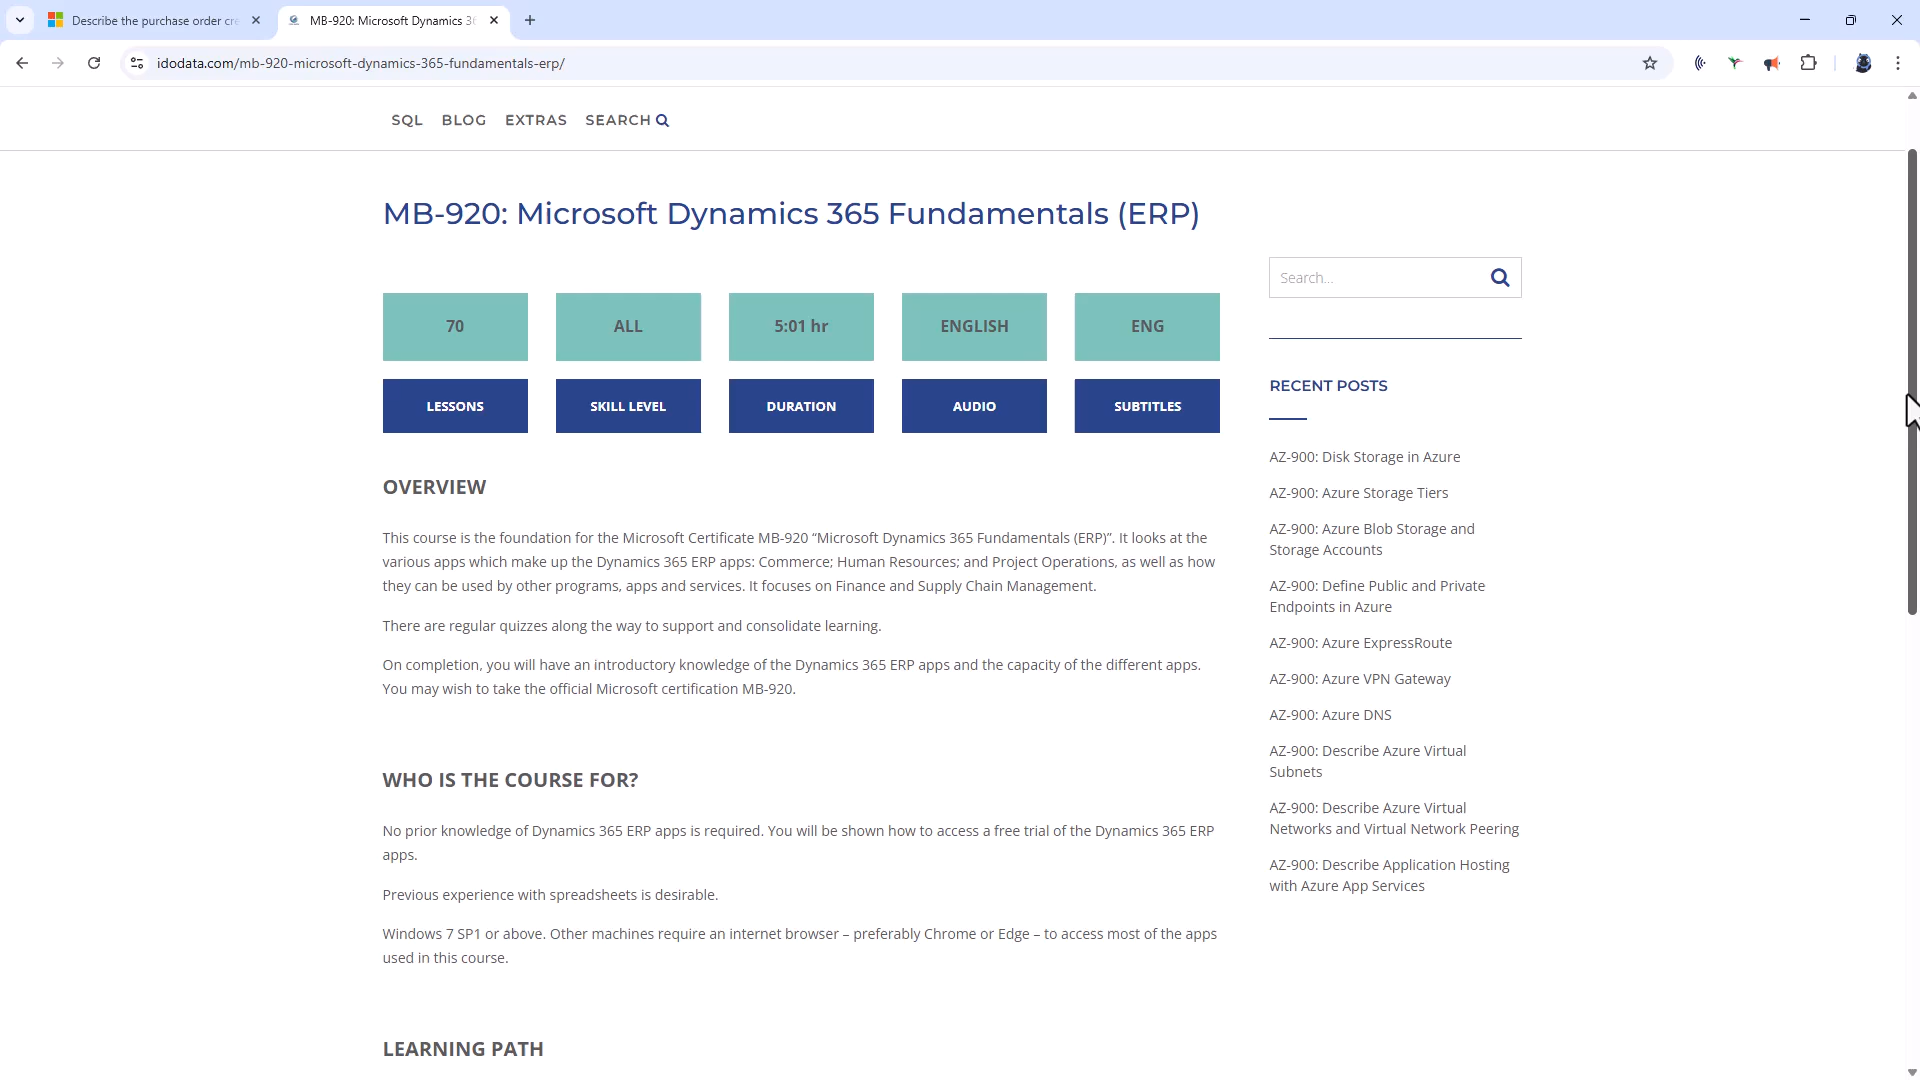 Describe the purchase order cre
MB-920: Microsoft Dynamics 36
idodata.com/mb-920-microsoft-dynamics-365-fundamentals-erp/
SQL BLOG EXTRAS SEARCH
MB-920: Microsoft Dynamics 365 Fundamentals (ERP)
70 ALL 5:01 hr ENGLISH ENG
LESSONS SKILL LEVEL DURATION AUDIO SUBTITLES
OVERVIEW
This course is the foundation for the Microsoft Certificate MB-920 “Microsoft Dynamics 365 Fundamentals (ERP)”. It looks at the
various apps which make up the Dynamics 365 ERP apps: Commerce; Human Resources; and Project Operations, as well as how
they can be used by other programs, apps and services. It focuses on Finance and Supply Chain Management.
There are regular quizzes along the way to support and consolidate learning.
On completion, you will have an introductory knowledge of the Dynamics 365 ERP apps and the capacity of the different apps.
You may wish to take the official Microsoft certification MB-920.
WHO IS THE COURSE FOR?
No prior knowledge of Dynamics 365 ERP apps is required. You will be shown how to access a free trial of the Dynamics 365 ERP
apps.
Previous experience with spreadsheets is desirable.
Windows 7 SP1 or above. Other machines require an internet browser – preferably Chrome or Edge – to access most of the apps
used in this course.
LEARNING PATH
Search...
RECENT POSTS
AZ-900: Disk Storage in Azure
AZ-900: Azure Storage Tiers
AZ-900: Azure Blob Storage and
Storage Accounts
AZ-900: Define Public and Private
Endpoints in Azure
AZ-900: Azure ExpressRoute
AZ-900: Azure VPN Gateway
AZ-900: Azure DNS
AZ-900: Describe Azure Virtual
Subnets
AZ-900: Describe Azure Virtual
Networks and Virtual Network Peering
AZ-900: Describe Application Hosting
with Azure App Services